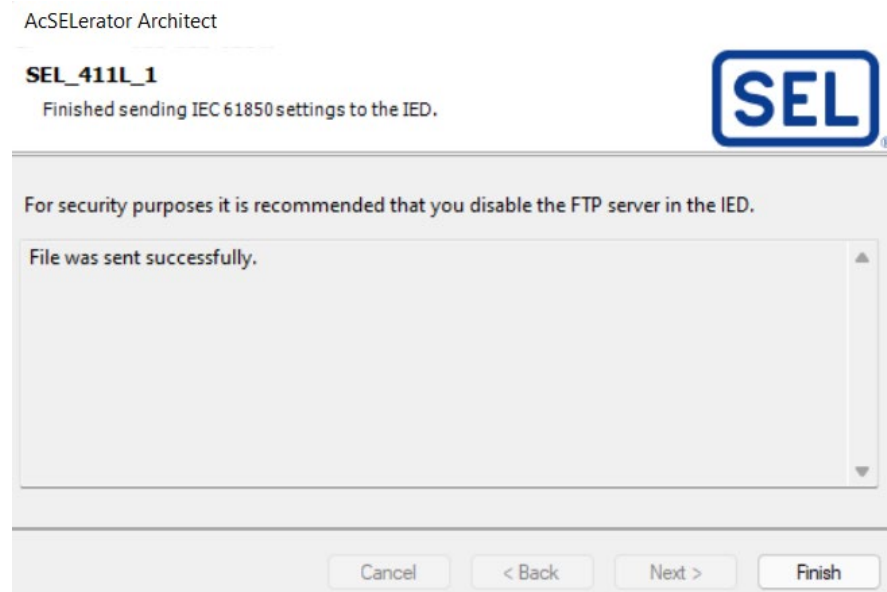 AcSELerator Architect
SEL_411L_1
Finished sending IEC 61850 settings to the IED.
SEL
®
For security purposes it is recommended that you disable the FTP server in the IED.
File was sent successfully.
Cancel
< Back
Next >
Finish